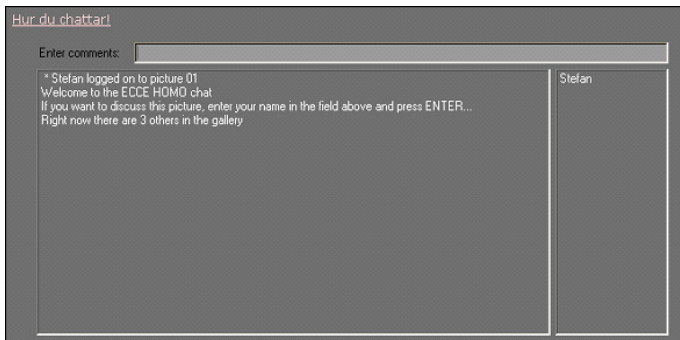 Hur du chattar!
Enter comments:
* Stefan logged on to picture 01
Welcome to the ECCE HOMO chat
If you want to discuss this picture, enter your name in the field above and press ENTER...
Right now there are 3 others in the gallery
Stefan